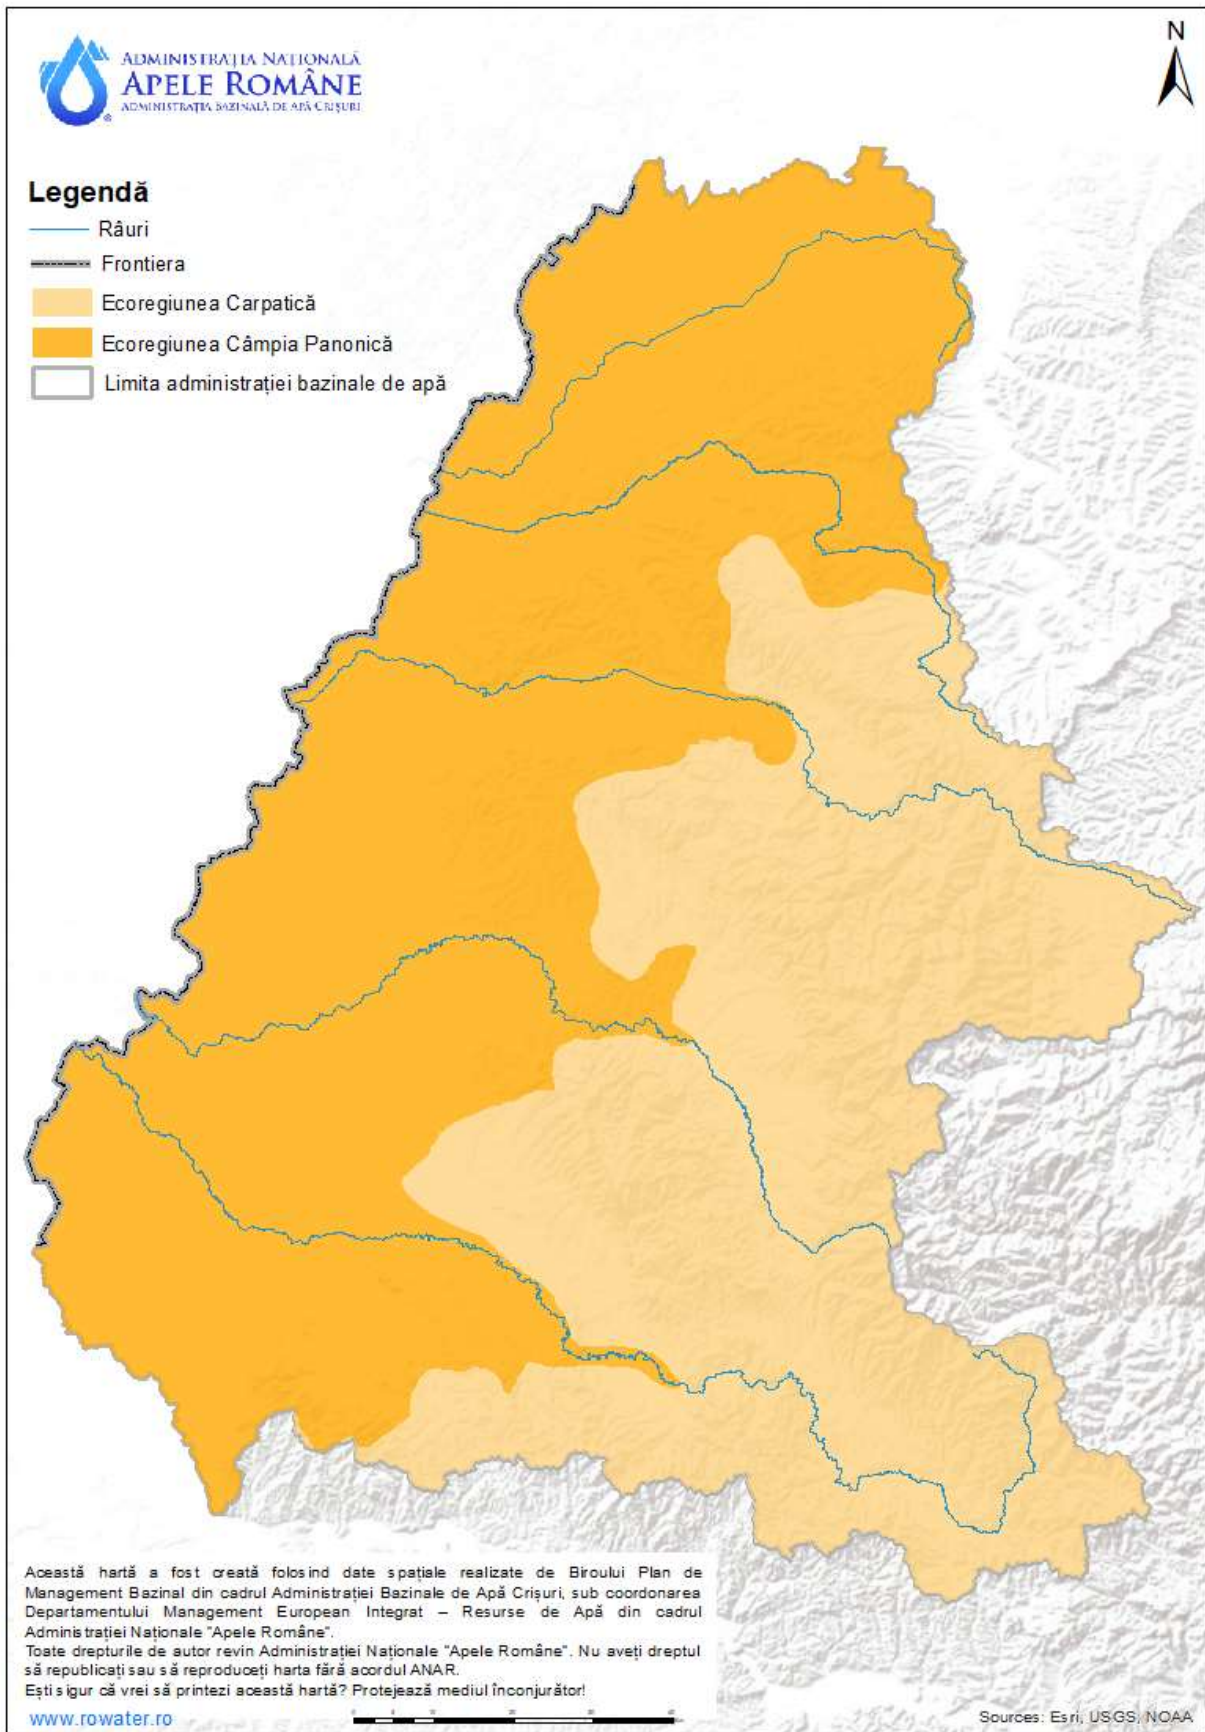 ADMINISTRAȚIA NAȚIONALĂ
APELE ROMÂNE
ADMINISTRAȚIA BAZINALĂ DE APĂ CRIȘURI
®
N
Legendă
Râuri
Frontiera
Ecoregiunea Carpatică
Ecoregiunea Câmpia Panonică
Limita administrației bazinale de apă
Această hartă a fost creată folosind date spațiale realizate de Biroului Plan de
Management Bazinal din cadrul Administrației Bazinale de Apă Crișuri, sub coordonarea
Departamentului Management European Integrat – Resurse de Apă din cadrul
Administrației Naționale "Apele Române".
Toate drepturile de autor revin Administrației Naționale "Apele Române". Nu aveți dreptul
să republicați sau să reproduceți harta fără acordul ANAR.
Ești sigur că vrei să printezi această hartă? Protejează mediul înconjurător!
www.rowater.ro
Sources: Esri, USGS, NOAA